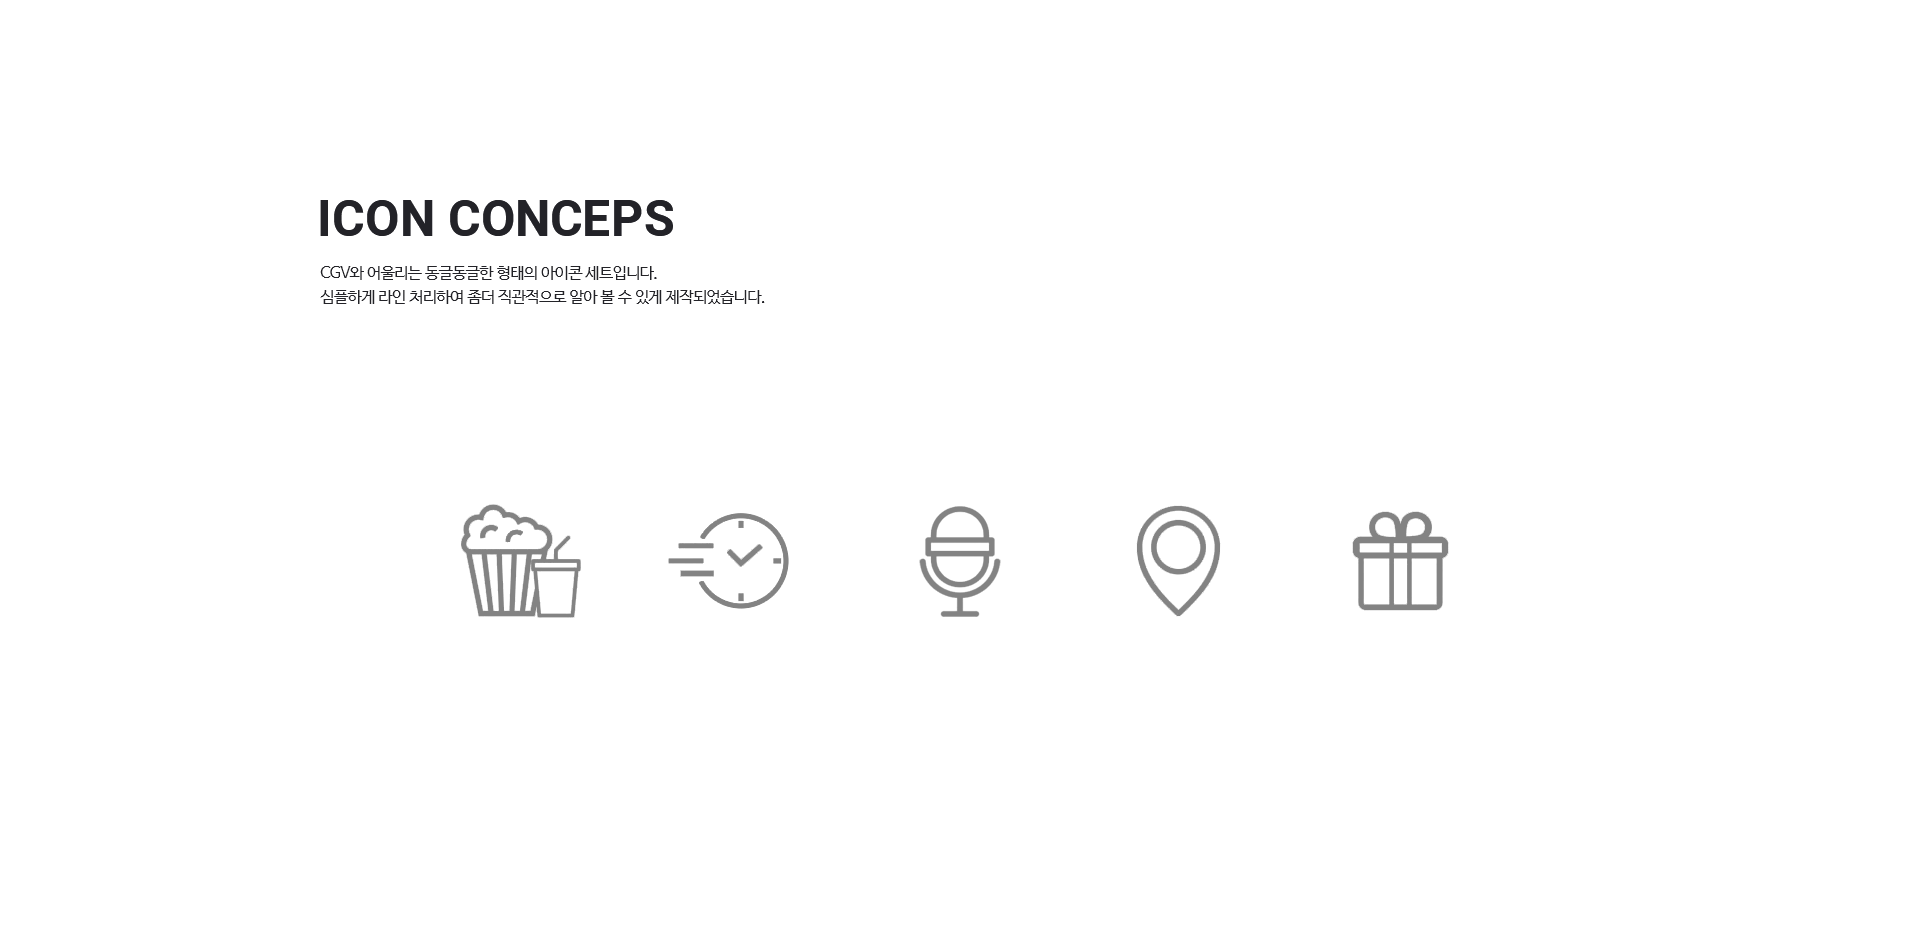 ICON CONCEPS
CGV와 어울리는 동글동글한 형태의 아이콘 세트입니다.
심플하게 라인 처리하여 좀더 직관적으로 알아 볼 수 있게 제작되었습니다.